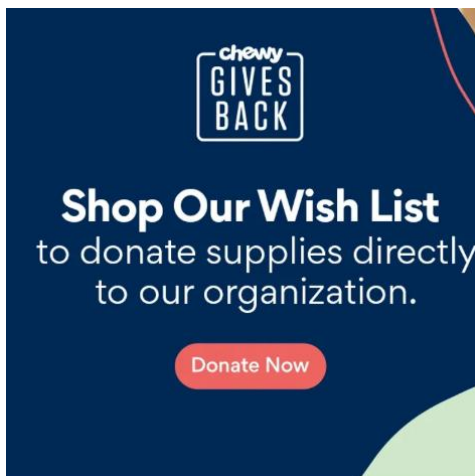 chewy
GIVES
BACK
Shop Our Wish List
to donate supplies directly
to our organization.
Donate Now